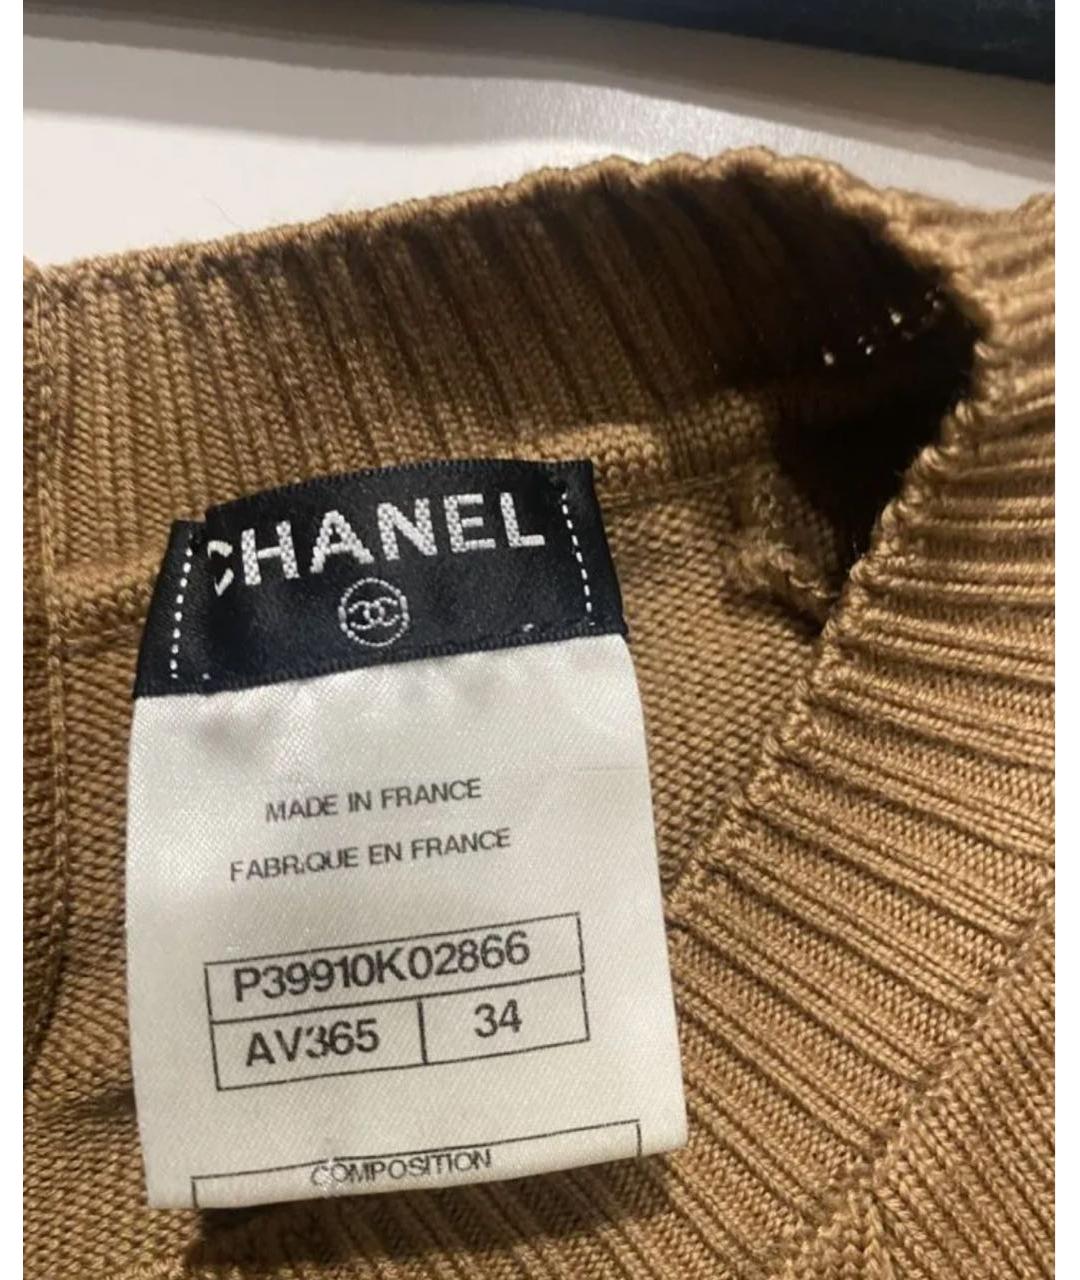 CHANEL
MADE IN FRANCE
FABRIQUE EN FRANCE
P39910K02866
AV365 34
COMPOSITION